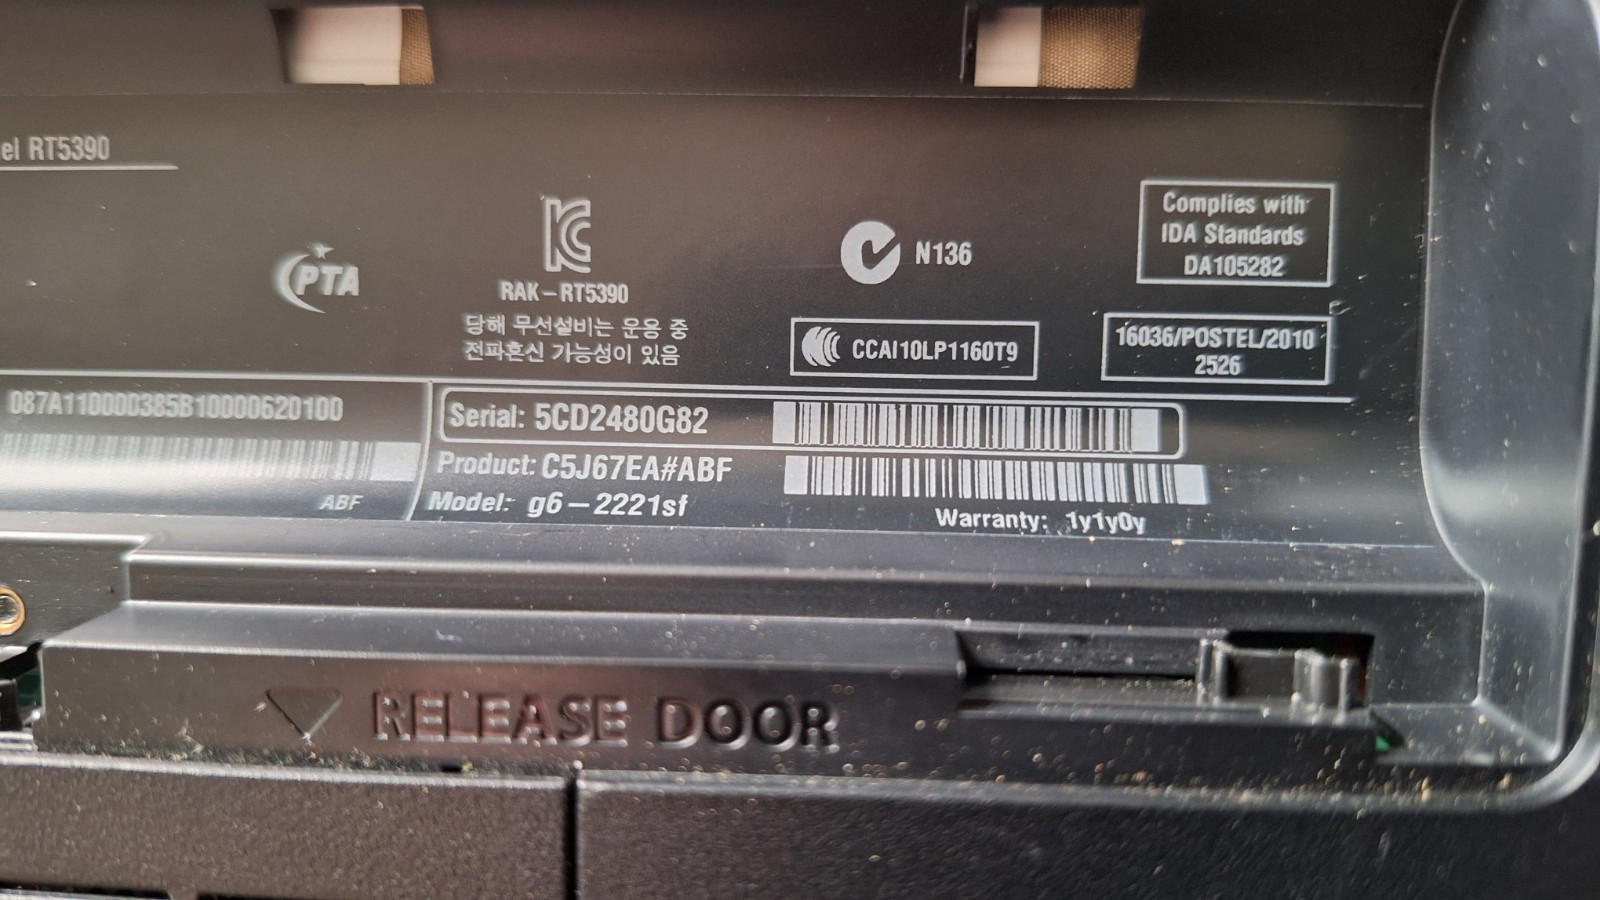 RT5390
PTA
RAK-RT5390
당해 무선설비는 운용 중
전파혼신 가능성이 있음
N136
CCAI10LP1160T9
Complies with
IDA Standards
DA105282
16036/POSTEL/2010
2526
087A110000385B10000620100
ABF
Serial: 5CD2480G82
Product: C5J67EA#ABF
Model: g6-2221sf
Warranty: 1y1y0y
RELEASE DOOR